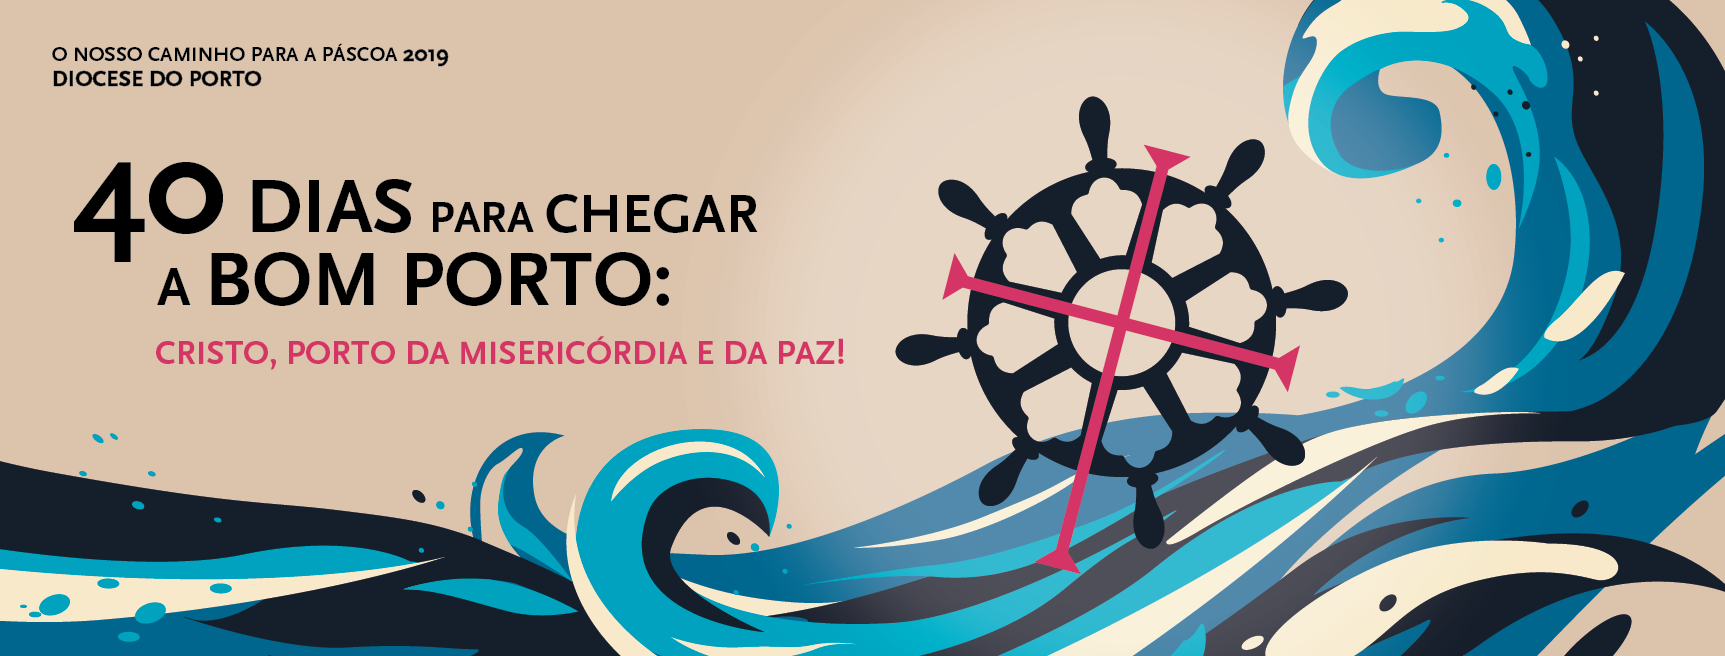 O NOSSO CAMINHO PARA A PÁSCOA 2019
DIOCESE DO PORTO
40 DIAS PARA CHEGAR
A BOM PORTO:
CRISTO, PORTO DA MISERICÓRDIA E DA PAZ!